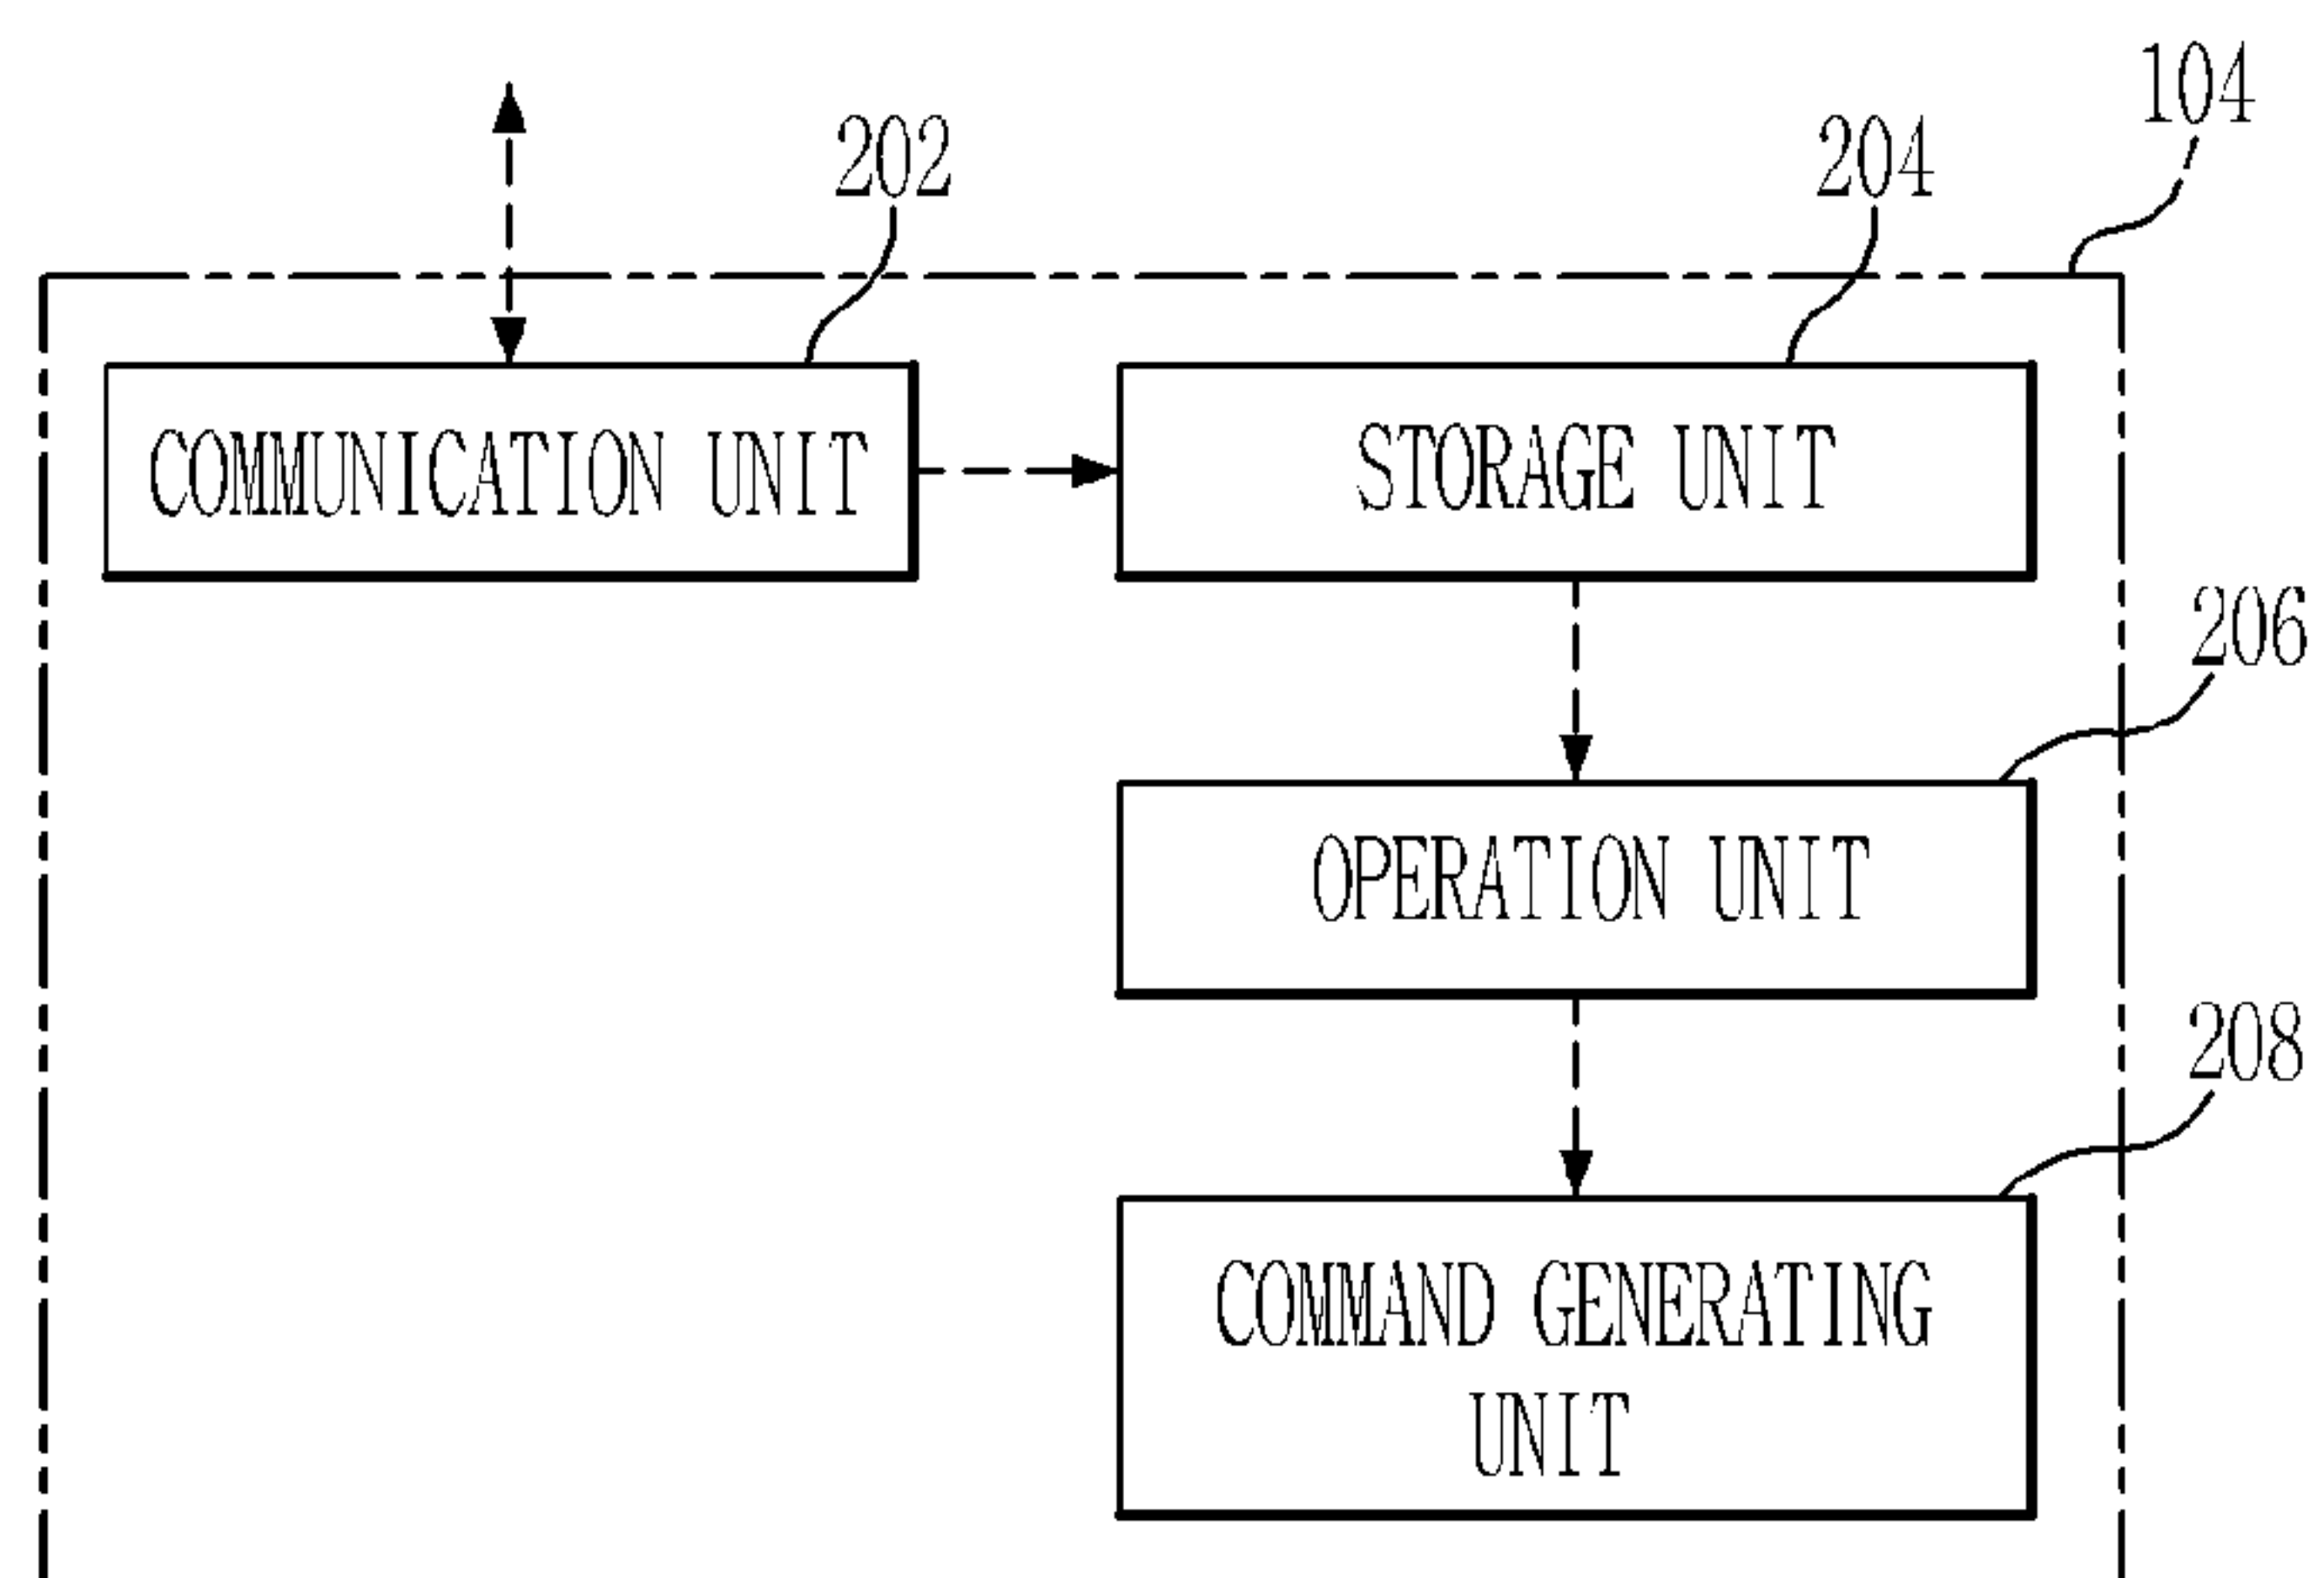 104
202
204
COMMUNICATION UNIT
STORAGE UNIT
206
OPERATION UNIT
208
COMMAND GENERATING
UNIT